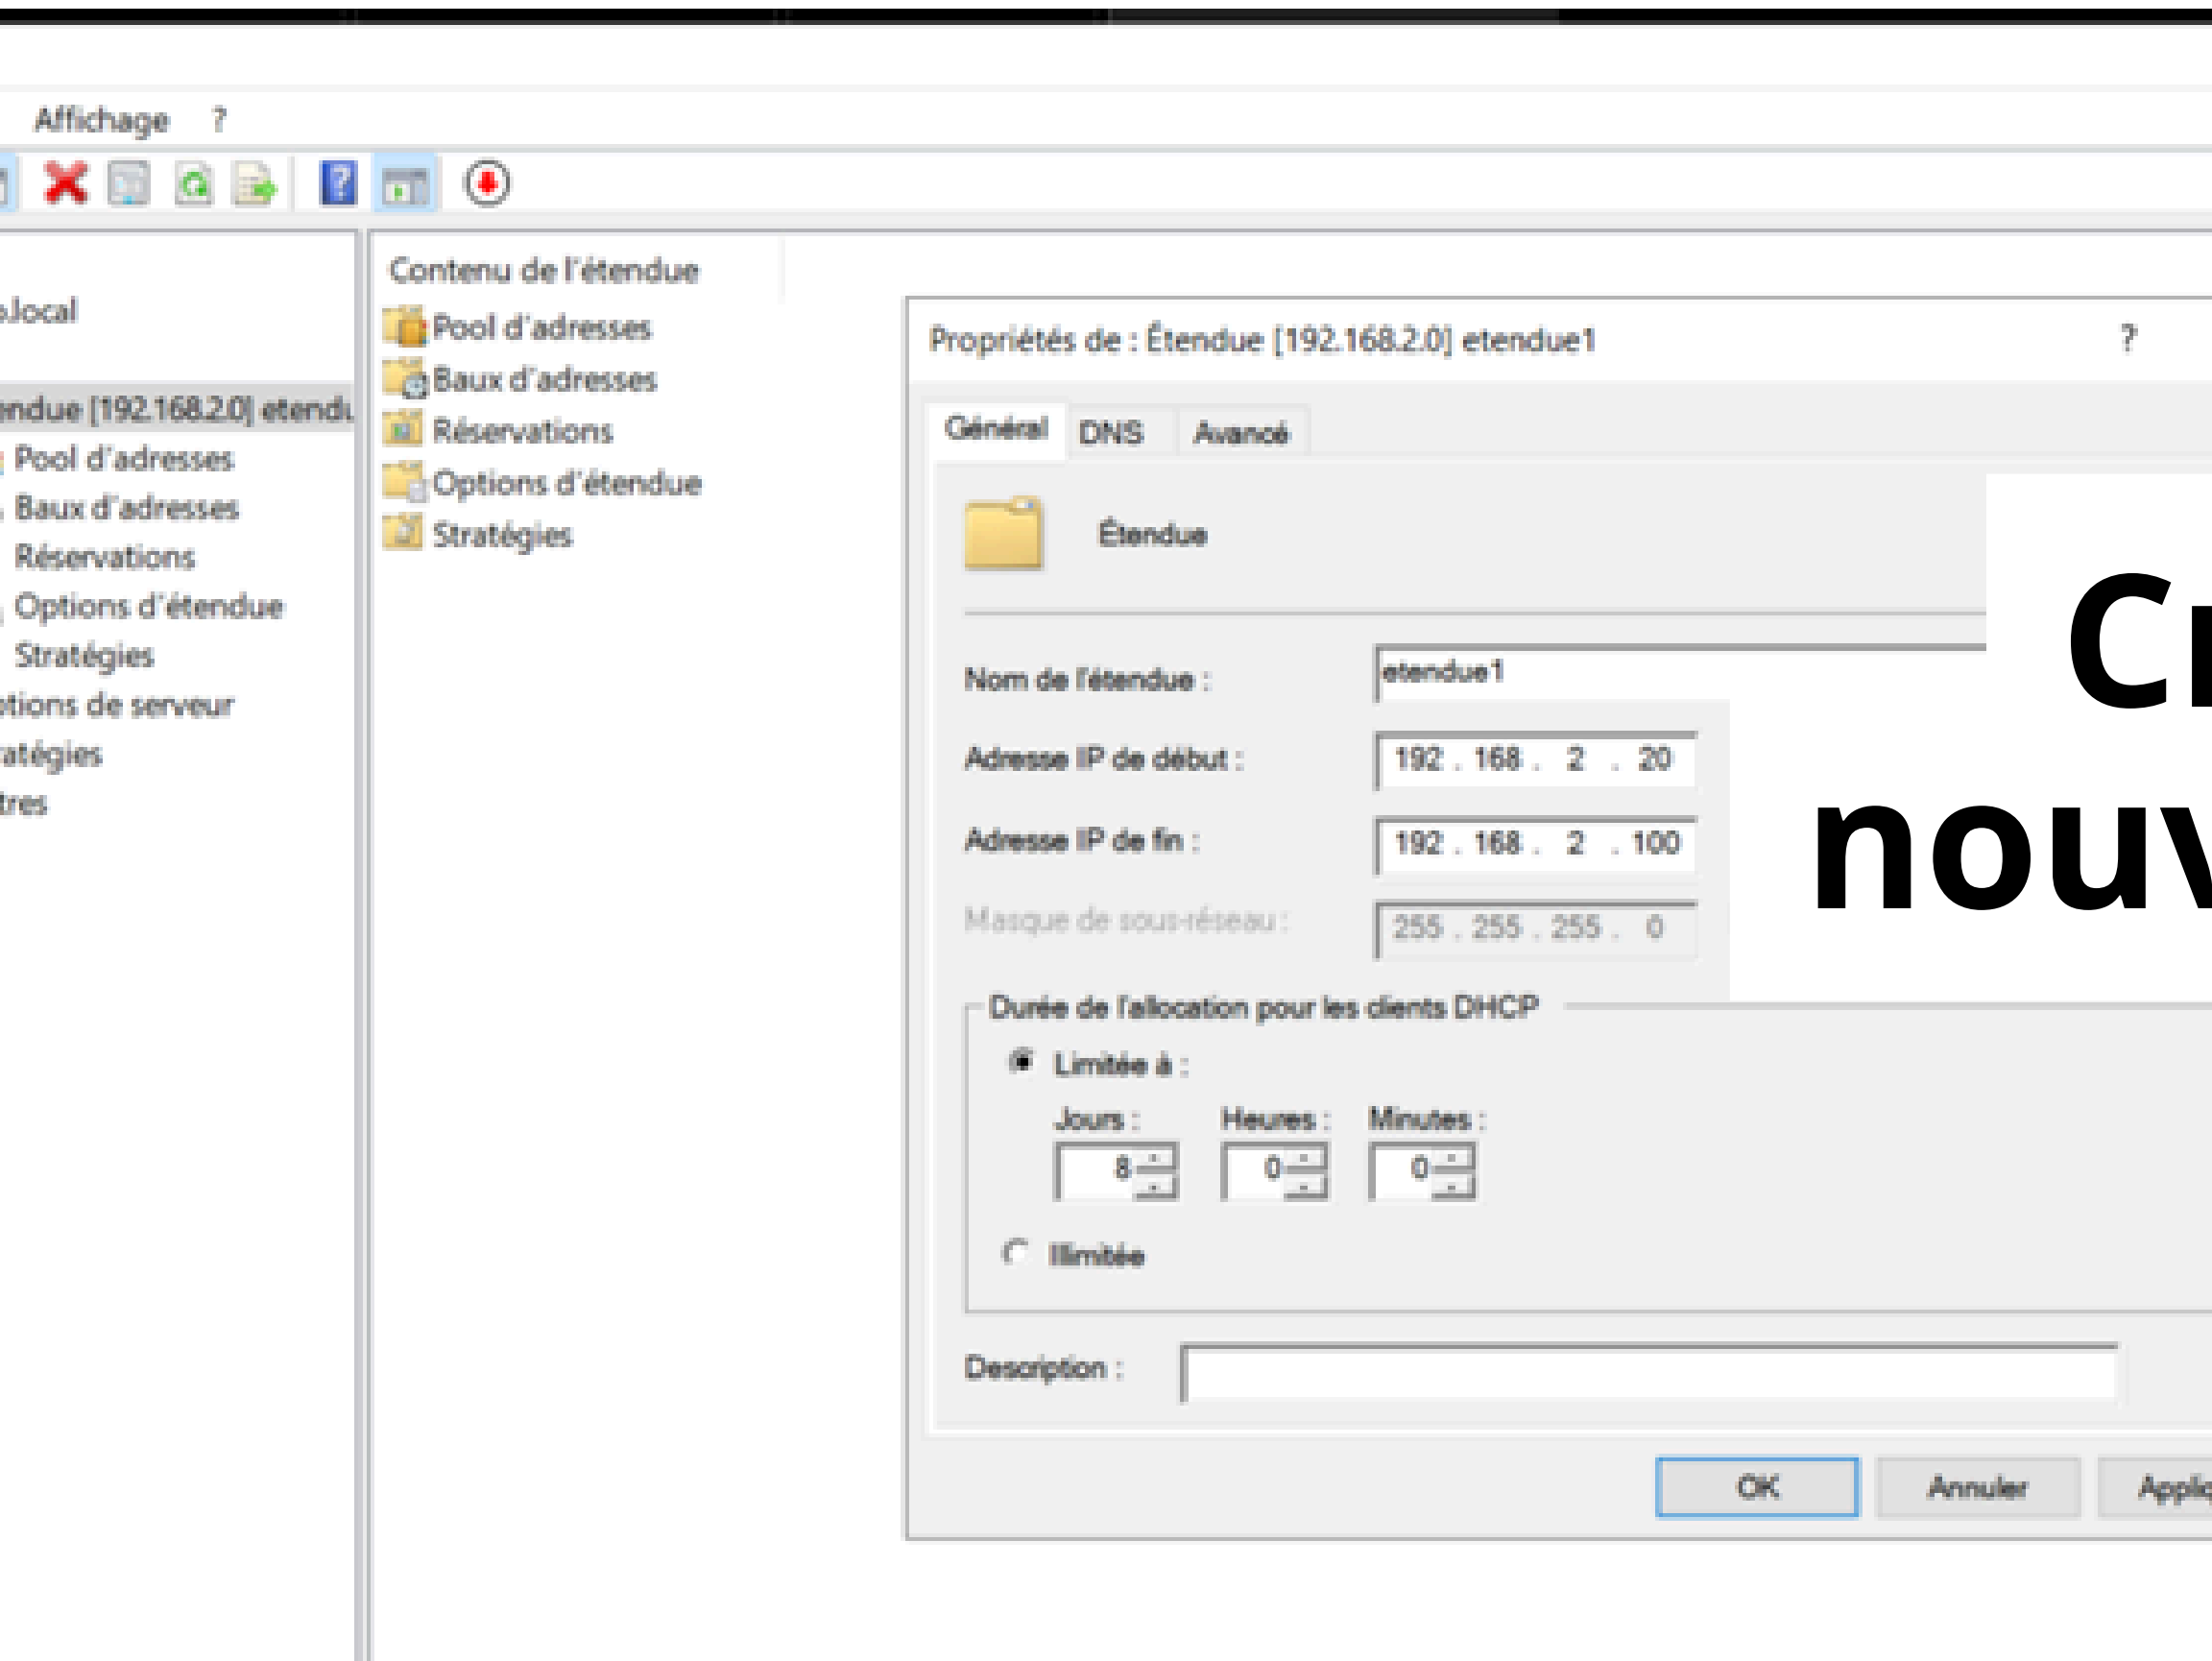 Affichage ?
.local
endue [192.168.2.0] etendu
Pool d'adresses
Baux d'adresses
Réservations
Options d'étendue
Stratégies
ptions de serveur
ratégies
tres
Contenu de l'étendue
Pool d'adresses
Baux d'adresses
Réservations
Options d'étendue
Stratégies
Propriétés de : Étendue [192.168.2.0] etendue1 ?
Général DNS Avancé
Étendue
Nom de l'étendue : etendue1
Adresse IP de début : 192 . 168 . 2 . 20
Adresse IP de fin : 192 . 168 . 2 . 100
Masque de sous-réseau : 255 . 255 . 255 . 0
Durée de l'allocation pour les clients DHCP
Limitée à :
Jours : Heures : Minutes :
8 0 0
Illimitée
Description :
OK Annuler Appliq
Cr
nouv